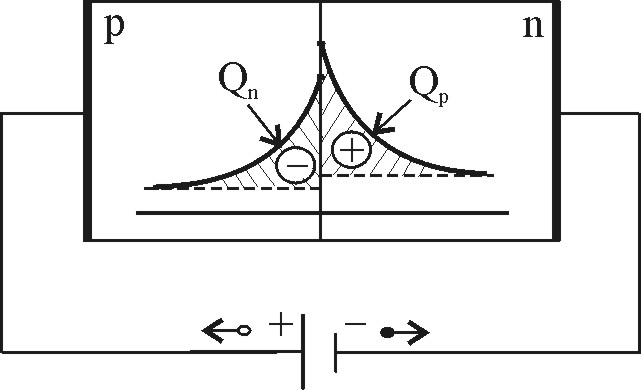 p n
Qn Qp
− +
+ −